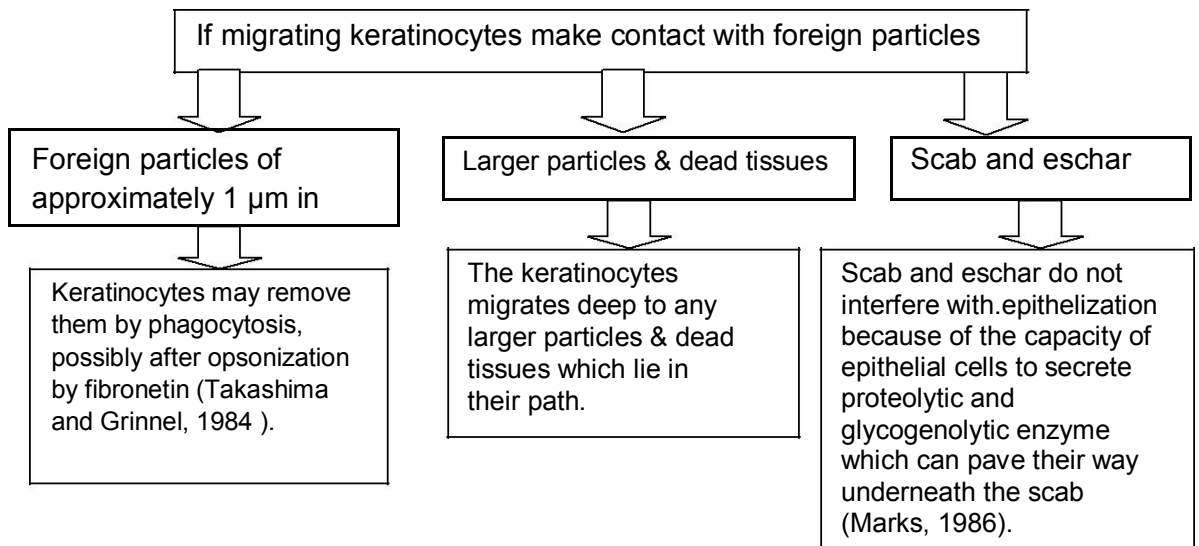 If migrating keratinocytes make contact with foreign particles
Foreign particles of
approximately 1 µm in
Larger particles & dead tissues
Scab and eschar
Keratinocytes may remove
them by phagocytosis,
possibly after opsonization
by fibronetin (Takashima
and Grinnel, 1984 ).
The keratinocytes
migrates deep to any
larger particles & dead
tissues which lie in
their path.
Scab and eschar do not
interfere with.epithelization
because of the capacity of
epithelial cells to secrete
proteolytic and
glycogenolytic enzyme
which can pave their way
underneath the scab
(Marks, 1986).